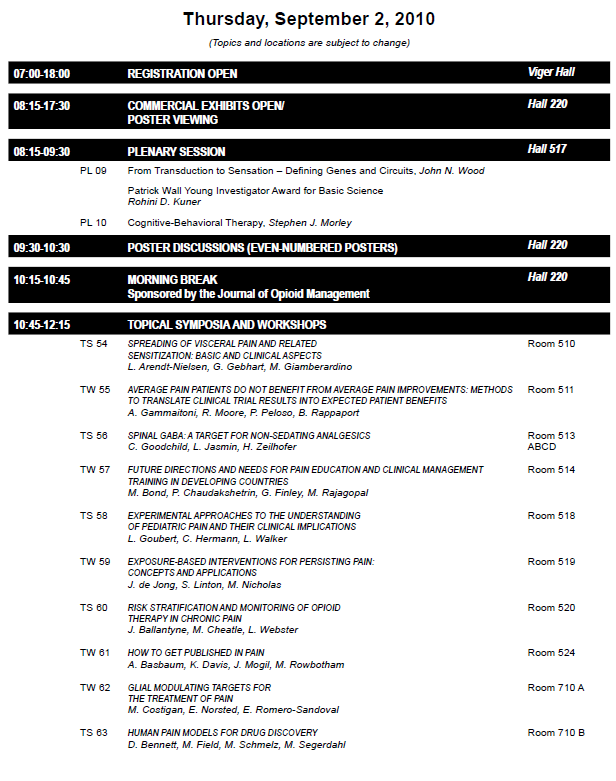 Thursday, September 2, 2010
(Topics and locations are subject to change)
07:00-18:00 REGISTRATION OPEN Viger Hall
08:15-17:30 COMMERCIAL EXHIBITS OPEN/ Hall 220
POSTER VIEWING
08:15-09:30 PLENARY SESSION Hall 517
PL 09 From Transduction to Sensation – Defining Genes and Circuits, John N. Wood
Patrick Wall Young Investigator Award for Basic Science
Rohini D. Kuner
PL 10 Cognitive-Behavioral Therapy, Stephen J. Morley
09:30-10:30 POSTER DISCUSSIONS (EVEN-NUMBERED POSTERS) Hall 220
10:15-10:45 MORNING BREAK Hall 220
Sponsored by the Journal of Opioid Management
10:45-12:15 TOPICAL SYMPOSIA AND WORKSHOPS
TS 54 SPREADING OF VISCERAL PAIN AND RELATED Room 510
SENSITIZATION: BASIC AND CLINICAL ASPECTS
L. Arendt-Nielsen, G. Gebhart, M. Giamberardino
TW 55 AVERAGE PAIN PATIENTS DO NOT BENEFIT FROM AVERAGE PAIN IMPROVEMENTS: METHODS Room 511
TO TRANSLATE CLINICAL TRIAL RESULTS INTO EXPECTED PATIENT BENEFITS
A. Gammaitoni, R. Moore, P. Peloso, B. Rappaport
TS 56 SPINAL GABA: A TARGET FOR NON-SEDATING ANALGESICS Room 513
C. Goodchild, L. Jasmin, H. Zeilhofer ABCD
TW 57 FUTURE DIRECTIONS AND NEEDS FOR PAIN EDUCATION AND CLINICAL MANAGEMENT Room 514
TRAINING IN DEVELOPING COUNTRIES
M. Bond, P. Chaudakshetrin, G. Finley, M. Rajagopal
TS 58 EXPERIMENTAL APPROACHES TO THE UNDERSTANDING Room 518
OF PEDIATRIC PAIN AND THEIR CLINICAL IMPLICATIONS
L. Goubert, C. Hermann, L. Walker
TW 59 EXPOSURE-BASED INTERVENTIONS FOR PERSISTING PAIN: Room 519
CONCEPTS AND APPLICATIONS
J. de Jong, S. Linton, M. Nicholas
TS 60 RISK STRATIFICATION AND MONITORING OF OPIOID Room 520
THERAPY IN CHRONIC PAIN
J. Ballantyne, M. Cheatle, L. Webster
TW 61 HOW TO GET PUBLISHED IN PAIN Room 524
A. Basbaum, K. Davis, J. Mogil, M. Rowbotham
TW 62 GLIAL MODULATING TARGETS FOR Room 710 A
THE TREATMENT OF PAIN
M. Costigan, E. Norsted, E. Romero-Sandoval
TS 63 HUMAN PAIN MODELS FOR DRUG DISCOVERY Room 710 B
D. Bennett, M. Field, M. Schmelz, M. Segerdahl